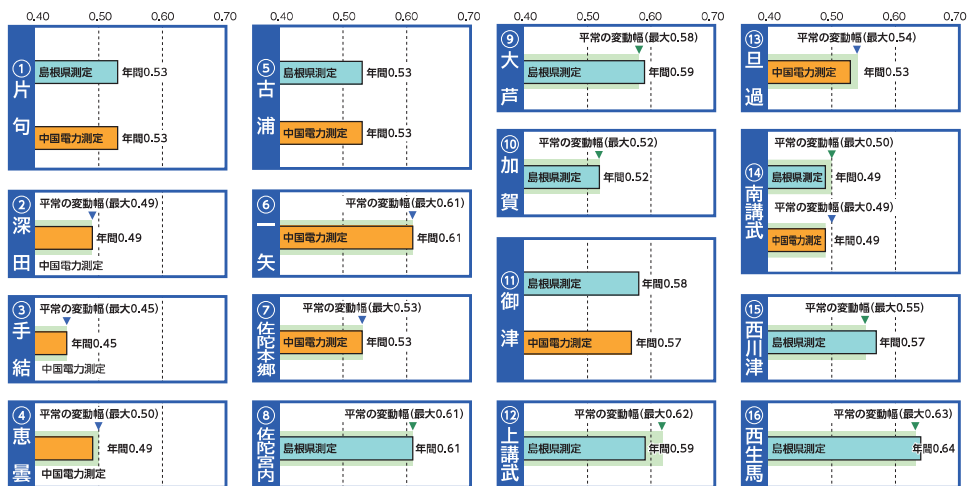 0.40 0.50 0.60 0.70
①片句
島根県測定 年間0.53
中国電力測定 年間0.53
②深田
平常の変動幅(最大0.49)
年間0.49
中国電力測定
③手結
平常の変動幅(最大0.45)
年間0.45
中国電力測定
④恵曇
平常の変動幅(最大0.50)
年間0.49
中国電力測定
0.40 0.50 0.60 0.70
⑤古浦
島根県測定 年間0.53
中国電力測定 年間0.53
⑥一矢
平常の変動幅(最大0.61)
中国電力測定 年間0.61
⑦佐陀本郷
平常の変動幅(最大0.53)
中国電力測定 年間0.53
⑧佐陀宮内
平常の変動幅(最大0.61)
島根県測定 年間0.61
0.40 0.50 0.60 0.70
⑨大芦
平常の変動幅(最大0.58)
島根県測定 年間0.59
⑩加賀
平常の変動幅(最大0.52)
島根県測定 年間0.52
⑪御津
島根県測定 年間0.58
中国電力測定 年間0.57
⑫上講武
平常の変動幅(最大0.62)
島根県測定 年間0.59
0.40 0.50 0.60 0.70
⑬旦過
平常の変動幅(最大0.54)
中国電力測定 年間0.53
⑭南講武
平常の変動幅(最大0.50)
島根県測定 年間0.49
平常の変動幅(最大0.49)
中国電力測定 年間0.49
⑮西川津
平常の変動幅(最大0.55)
島根県測定 年間0.57
⑯西生馬
平常の変動幅(最大0.63)
島根県測定 年間0.64